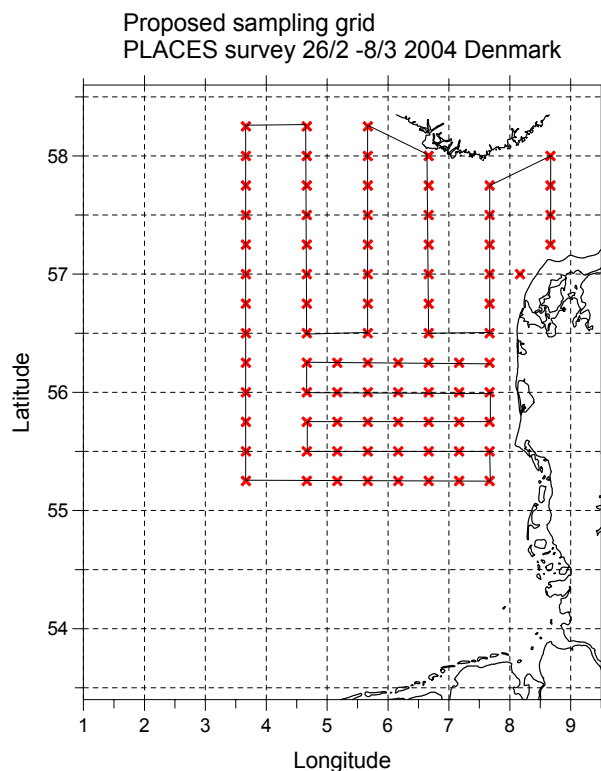 Proposed sampling grid
PLACES survey 26/2 -8/3 2004 Denmark
58
57
56
55
54
Latitude
1 2 3 4 5 6 7 8 9
Longitude